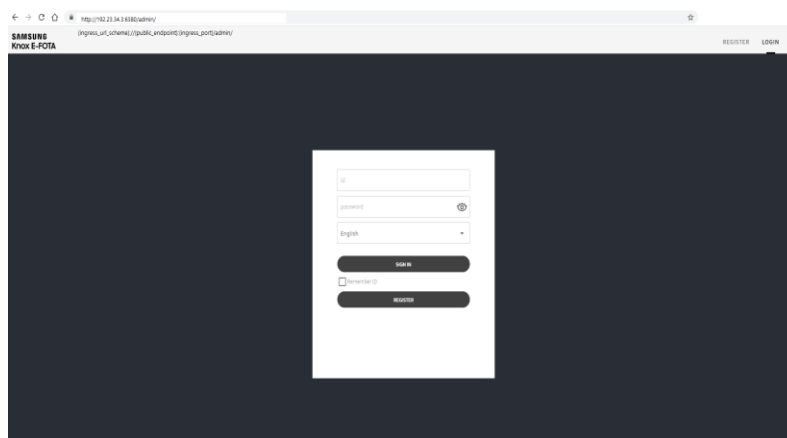 http://192.23.34.3:6380/admin/
SAMSUNG
Knox E-FOTA
{ingress_url_scheme}://{public_endpoint}:{ingress_port}/admin/
REGISTER LOGIN
id
password
English
SIGN IN
Remember ID
REGISTER